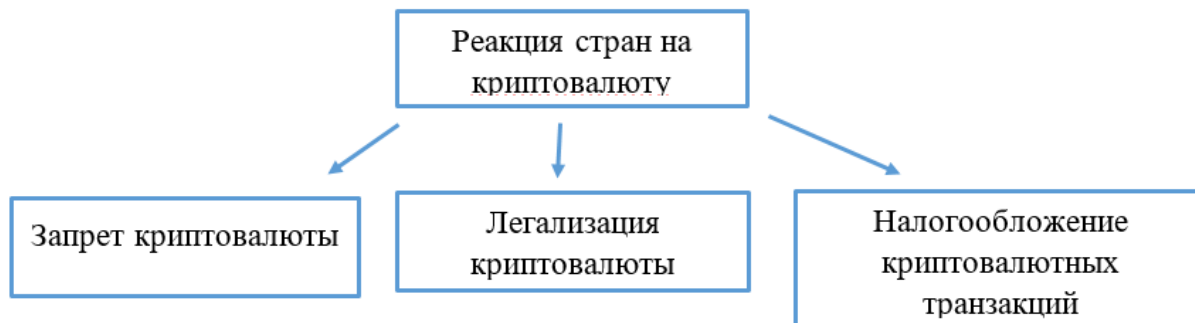 Реакция стран на
криптовалюту
Запрет криптовалюты
Легализация
криптовалюты
Налогообложение
криптовалютных
транзакций